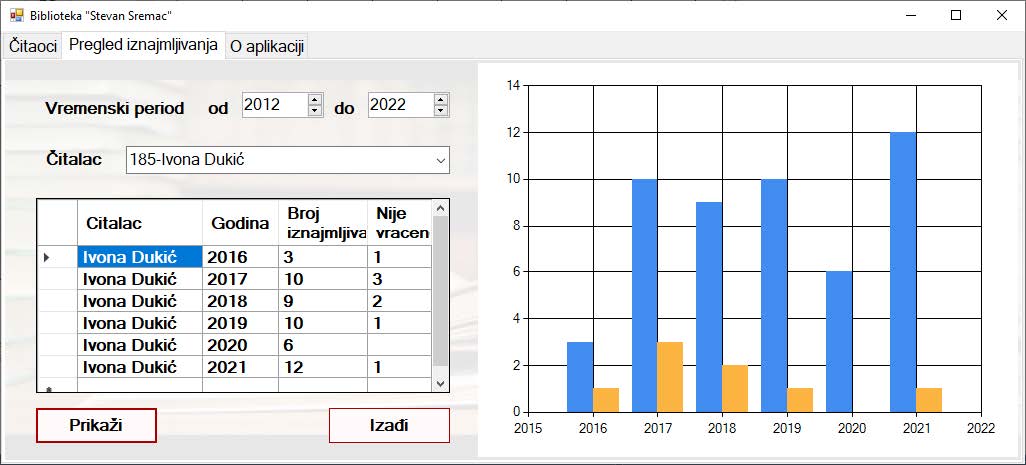 Biblioteka "Stevan Sremac"
Čitaoci Pregled iznajmljivanja O aplikaciji
Vremenski period od 2012 do 2022
Čitalac 185-Ivona Dukić
Citalac Godina Broj iznajmljiva Nije vracen
Ivona Dukić 2016 3 1
Ivona Dukić 2017 10 3
Ivona Dukić 2018 9 2
Ivona Dukić 2019 10 1
Ivona Dukić 2020 6
Ivona Dukić 2021 12 1
Prikaži Izađi
14
12
10
8
6
4
2
0
2015 2016 2017 2018 2019 2020 2021 2022